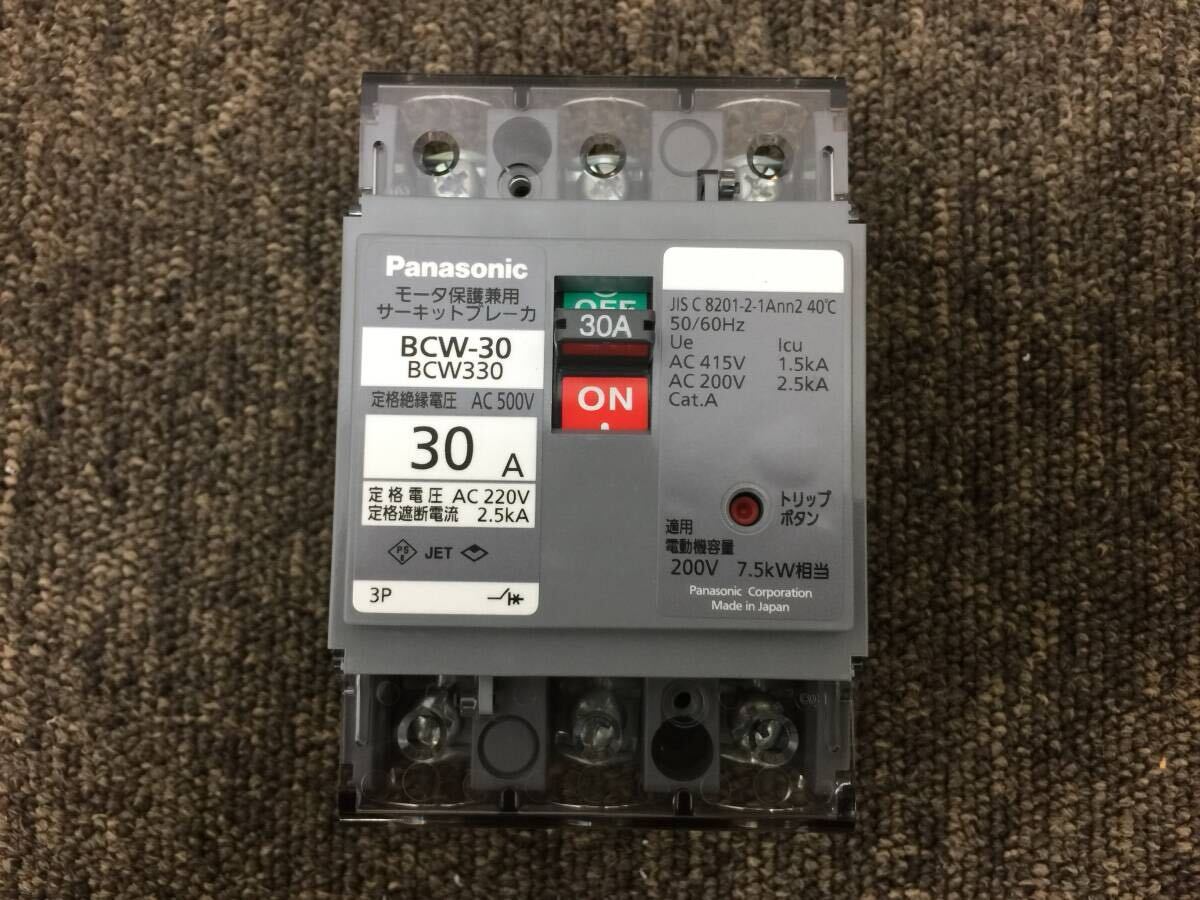 Panasonic
モータ保護兼用
サーキットブレーカ
BCW-30
BCW330
定格絶縁電圧 AC 500V
30 A
定格電圧 AC 220V
定格遮断電流 2.5kA
PS E JET
3P
OFF
30A
ON
JIS C 8201-2-1Ann2 40℃
50/60Hz
Ue Icu
AC 415V 1.5kA
AC 200V 2.5kA
Cat.A
トリップ
ボタン
適用
電動機容量
200V 7.5kW相当
Panasonic Corporation
Made in Japan